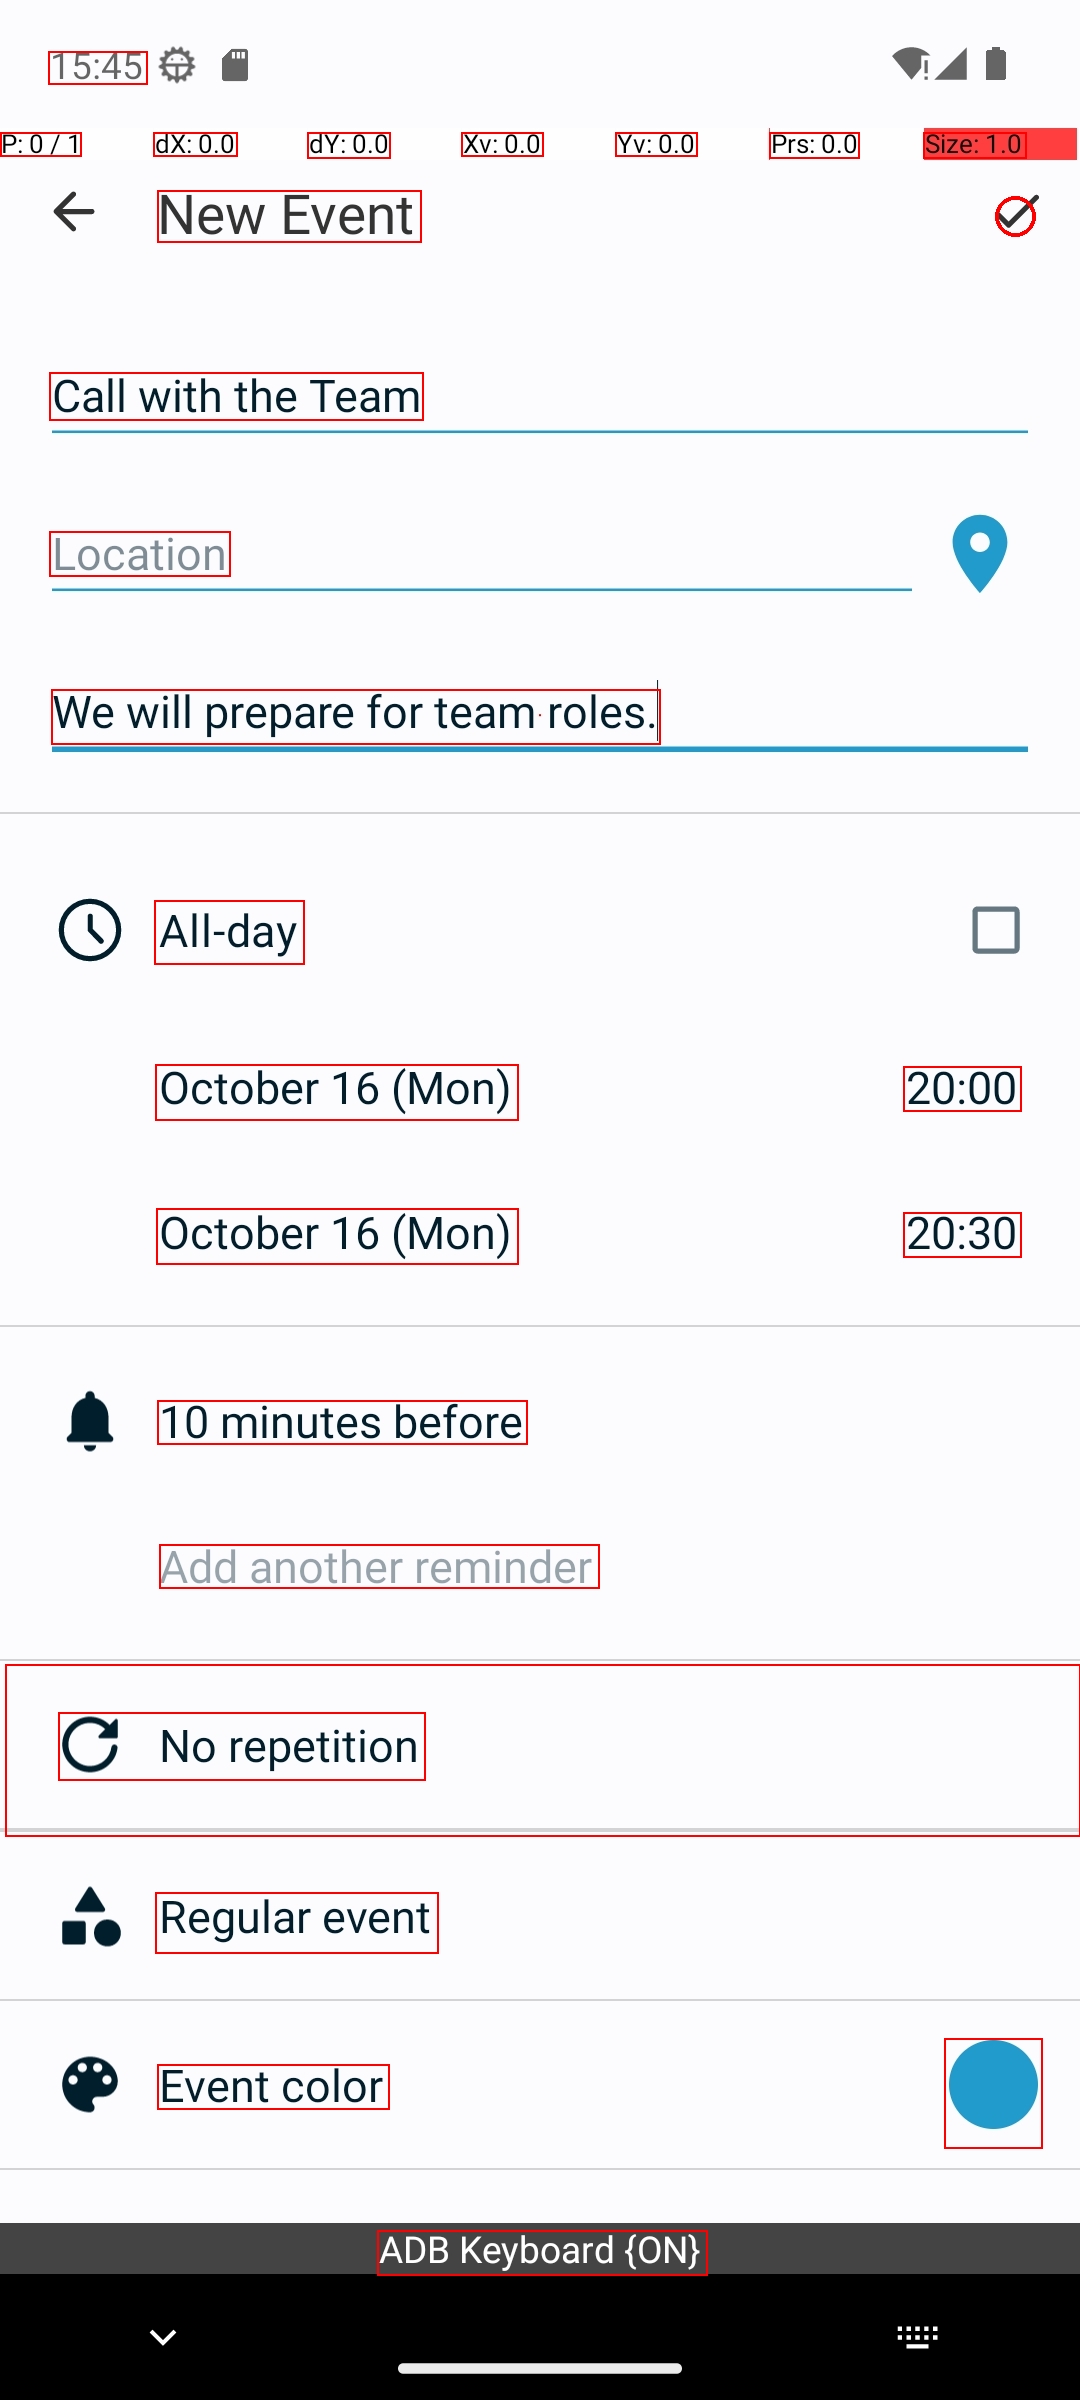 15:45
P: 0 / 1 dX: 0.0 dY: 0.0 Xv: 0.0 Yv: 0.0 Prs: 0.0 Size: 1.0
New Event
Call with the Team
Location
We will prepare for team roles.
All-day
October 16 (Mon) 20:00
October 16 (Mon) 20:30
10 minutes before
Add another reminder
No repetition
Regular event
Event color
ADB Keyboard {ON}